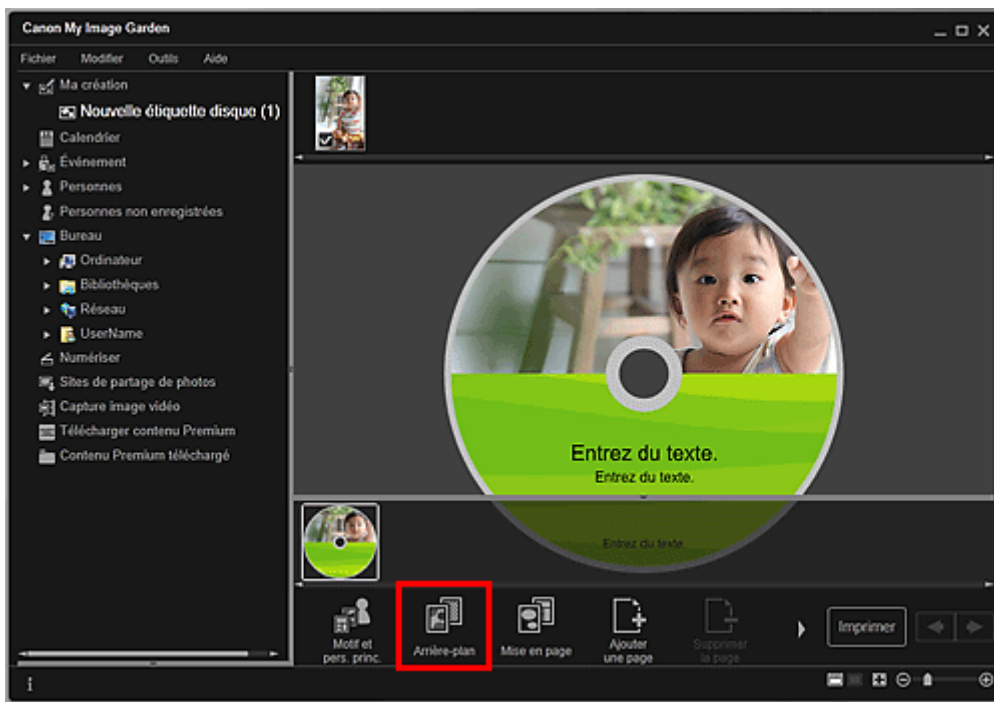 Canon My Image Garden
Fichier Modifier Outils Aide
Ma création
Nouvelle étiquette disque (1)
Calendrier
Événement
Personnes
Personnes non enregistrées
Bureau
Ordinateur
Bibliothèques
Réseau
UserName
Numériser
Sites de partage de photos
Capture image vidéo
Télécharger contenu Premium
Contenu Premium téléchargé
Entrez du texte.
Entrez du texte.
Entrez du texte
Motif et
pers. princ.
Arrière-plan
Mise en page
Ajouter
une page
Supprimer
la page
Imprimer